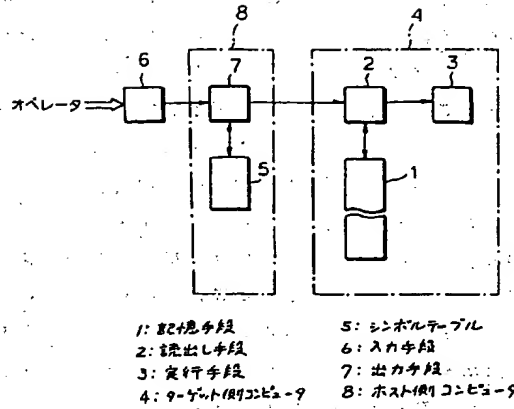 8
4
6
7
2
3
オペレータ
5
1
1: 記憶手段
2: 読出し手段
3: 実行手段
4: ターゲット側コンピュータ
5: シンボルテーブル
6: 入力手段
7: 出力手段
8: ホスト側コンピュータ